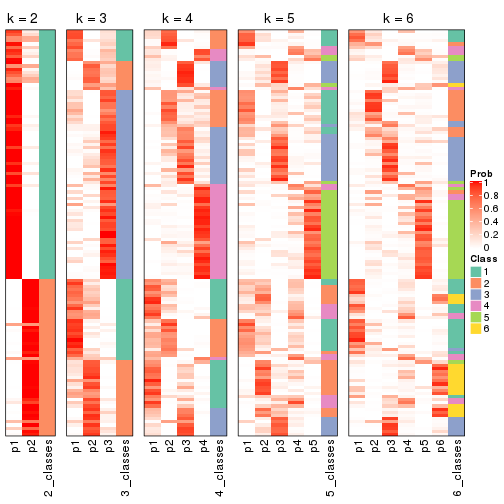 k = 2
k = 3
k = 4
k = 5
k = 6
p1
p2
2_classes
p1
p2
p3
3_classes
p1
p2
p3
p4
4_classes
p1
p2
p3
p4
p5
5_classes
p1
p2
p3
p4
p5
p6
6_classes
Prob
1
0.8
0.6
0.4
0.2
0
Class
1
2
3
4
5
6